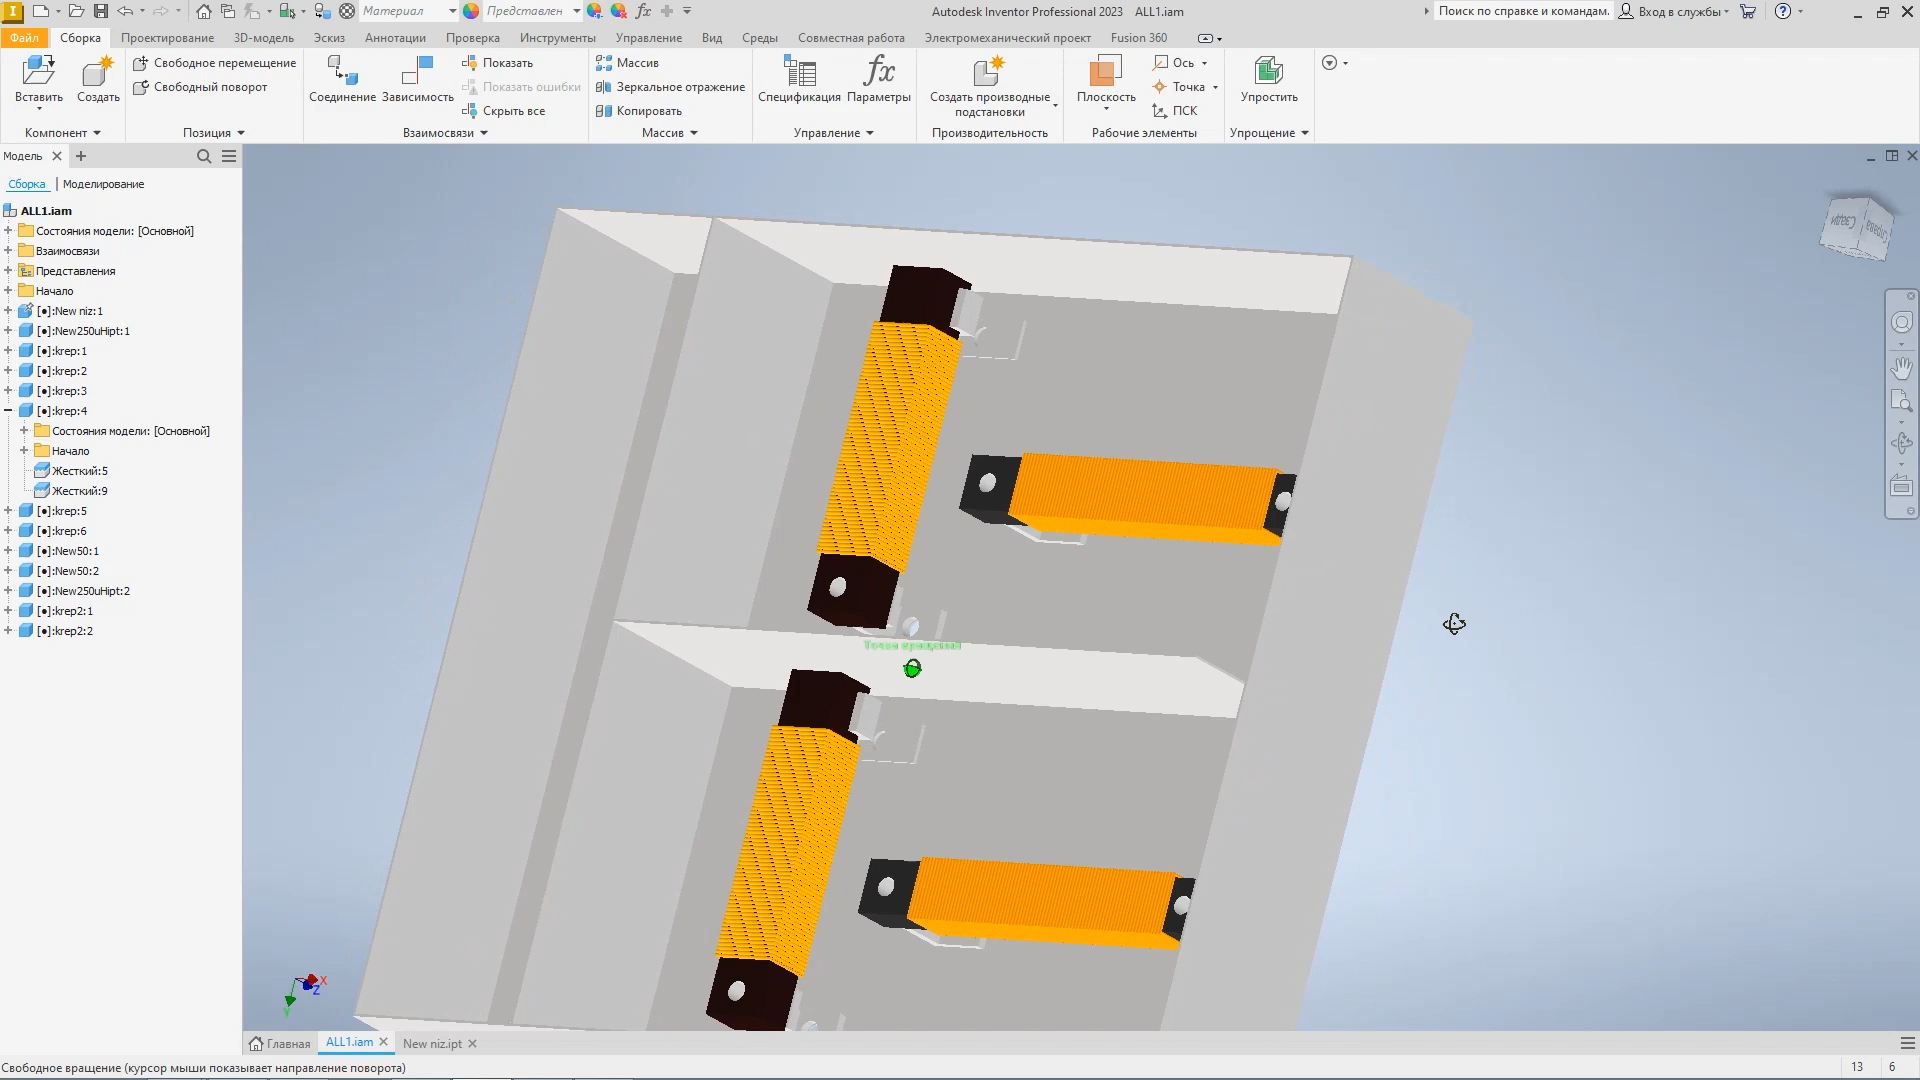 Материал
Представлен
fx
Autodesk Inventor Professional 2023 ALL1.iam
Поиск по справке и командам.
Вход в службы
Файл Сборка Проектирование 3D-модель Эскиз Аннотации Проверка Инструменты Управление Вид Среды Совместная работа Электромеханический проект Fusion 360
Вставить
Создать
Свободное перемещение
Свободный поворот
Соединение
Зависимость
Показать
Показать ошибки
Скрыть все
Массив
Зеркальное отражение
Копировать
Спецификация
fx
Параметры
Создать производные
подстановки
Плоскость
Ось
Точка
ПСК
Упростить
Компонент Позиция Взаимосвязи Массив Управление Производительность Рабочие элементы Упрощение
Модель
Сборка | Моделирование
ALL1.iam
Состояния модели: [Основной]
Взаимосвязи
Представления
Начало
[•]:New niz:1
[•]:New250uHipt:1
[•]:krep:1
[•]:krep:2
[•]:krep:3
[•]:krep:4
Состояния модели: [Основной]
Начало
Жесткий:5
Жесткий:9
[•]:krep:5
[•]:krep:6
[•]:New50:1
[•]:New50:2
[•]:New250uHipt:2
[•]:krep2:1
[•]:krep2:2
Сзади
Справа
Точка вращения
X
Z
Y
Главная ALL1.iam New niz.ipt
Свободное вращение (курсор мыши показывает направление поворота)
13 6